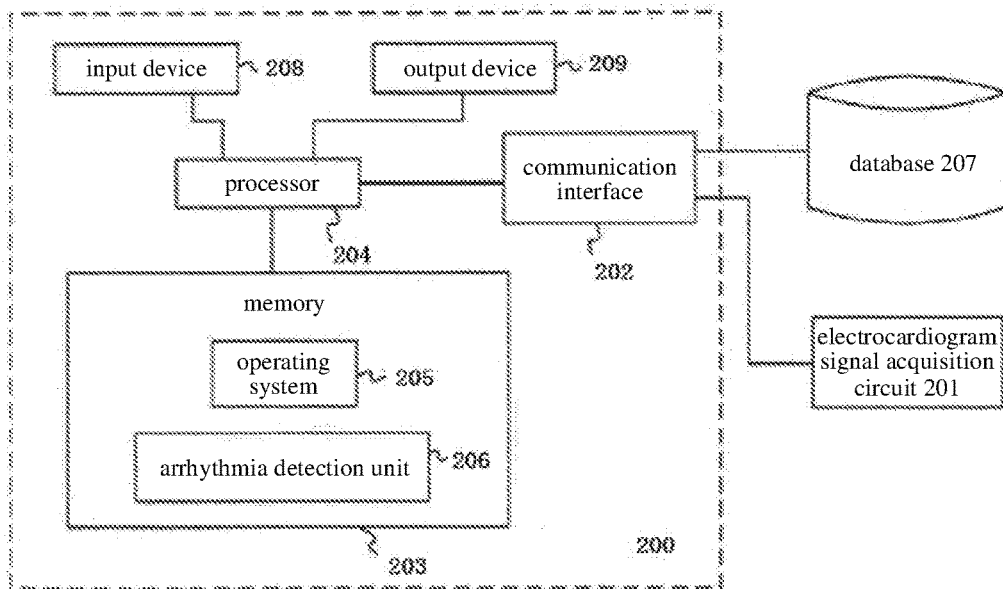 input device
208
output device
209
processor
204
communication
interface
202
database 207
memory
operating
system
205
arrhythmia detection unit
206
203
200
electrocardiogram
signal acquisition
circuit 201